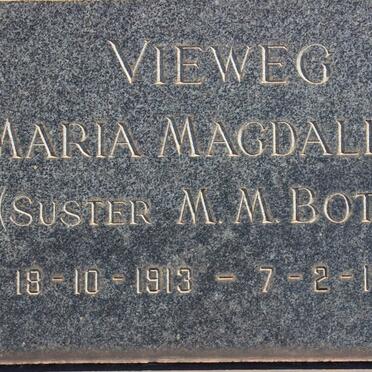 VIEWEG
MARIA MAGDAL
(SUSTER M. M. BOT
18-10-1913 - 7-2-1